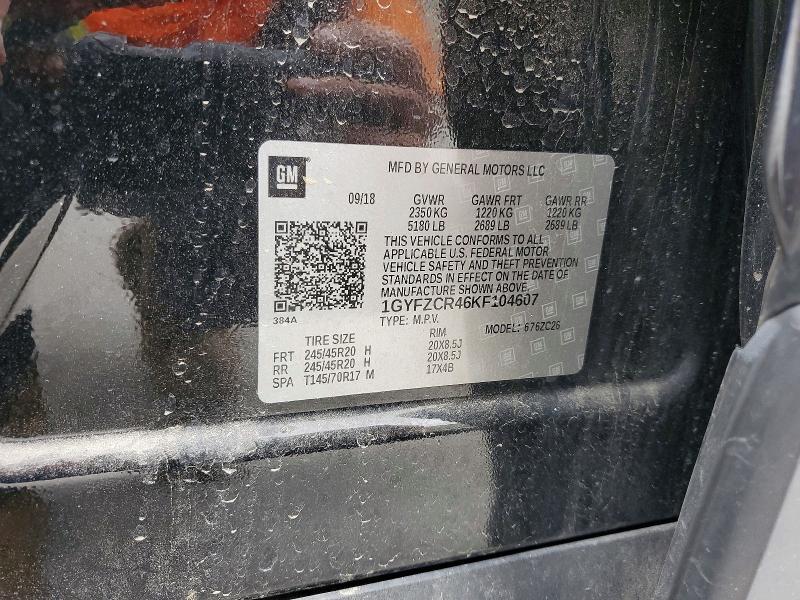 GM
MFD BY GENERAL MOTORS LLC
09/18 GVWR GAWR FRT GAWR RR
2350 KG 1220 KG 1220 KG
5180 LB 2689 LB 2689 LB
THIS VEHICLE CONFORMS TO ALL
APPLICABLE U.S. FEDERAL MOTOR
VEHICLE SAFETY AND THEFT PREVENTION
STANDARDS IN EFFECT ON THE DATE OF
MANUFACTURE SHOWN ABOVE.
1GYFZCR46KF104607
384A
TYPE: M.P.V. MODEL: 676ZC26
TIRE SIZE RIM
FRT 245/45R20 H 20X8.5J
RR 245/45R20 H 20X8.5J
SPA T145/70R17 M 17X4B